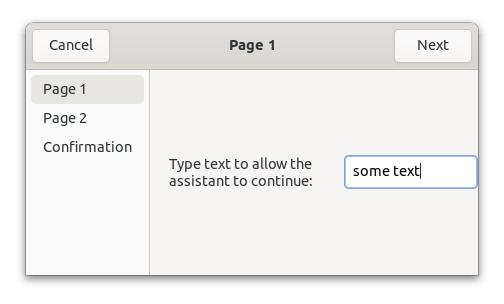 Cancel
Page 1
Next
Page 1
Page 2
Confirmation
Type text to allow the
assistant to continue:
some text